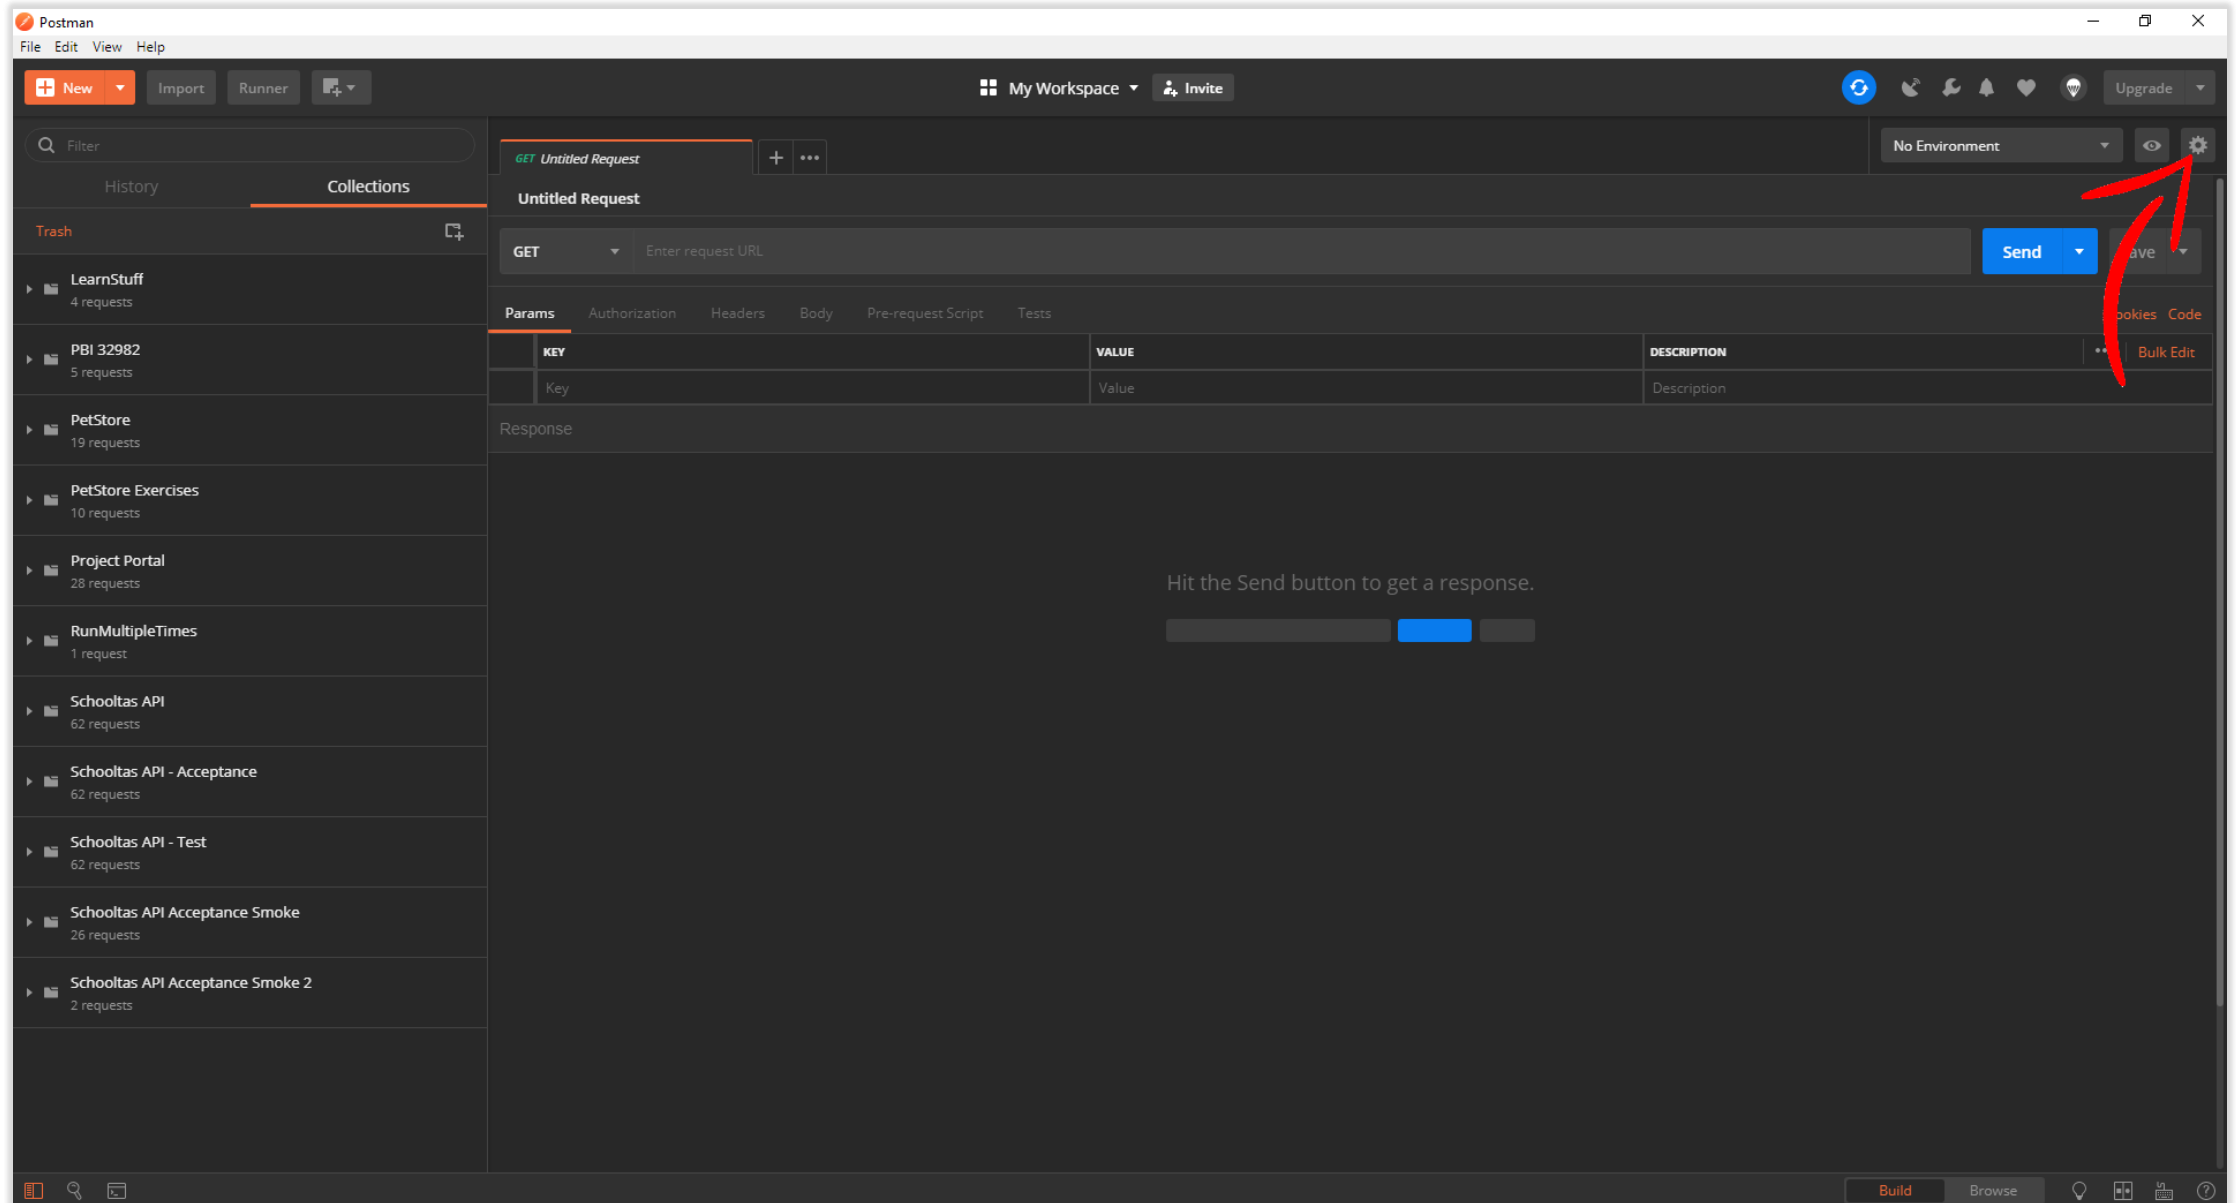 Postman
File Edit View Help
New Import Runner My Workspace Invite Upgrade
Filter
History Collections
Trash
LearnStuff
4 requests
PBI 32982
5 requests
PetStore
19 requests
PetStore Exercises
10 requests
Project Portal
28 requests
RunMultipleTimes
1 request
Schooltas API
62 requests
Schooltas API - Acceptance
62 requests
Schooltas API - Test
62 requests
Schooltas API Acceptance Smoke
26 requests
Schooltas API Acceptance Smoke 2
2 requests
GET Untitled Request
No Environment
Untitled Request
GET Enter request URL Send ave
Params Authorization Headers Body Pre-request Script Tests ookies Code
KEY VALUE DESCRIPTION Bulk Edit
Key Value Description
Response
Hit the Send button to get a response.
Build Browse